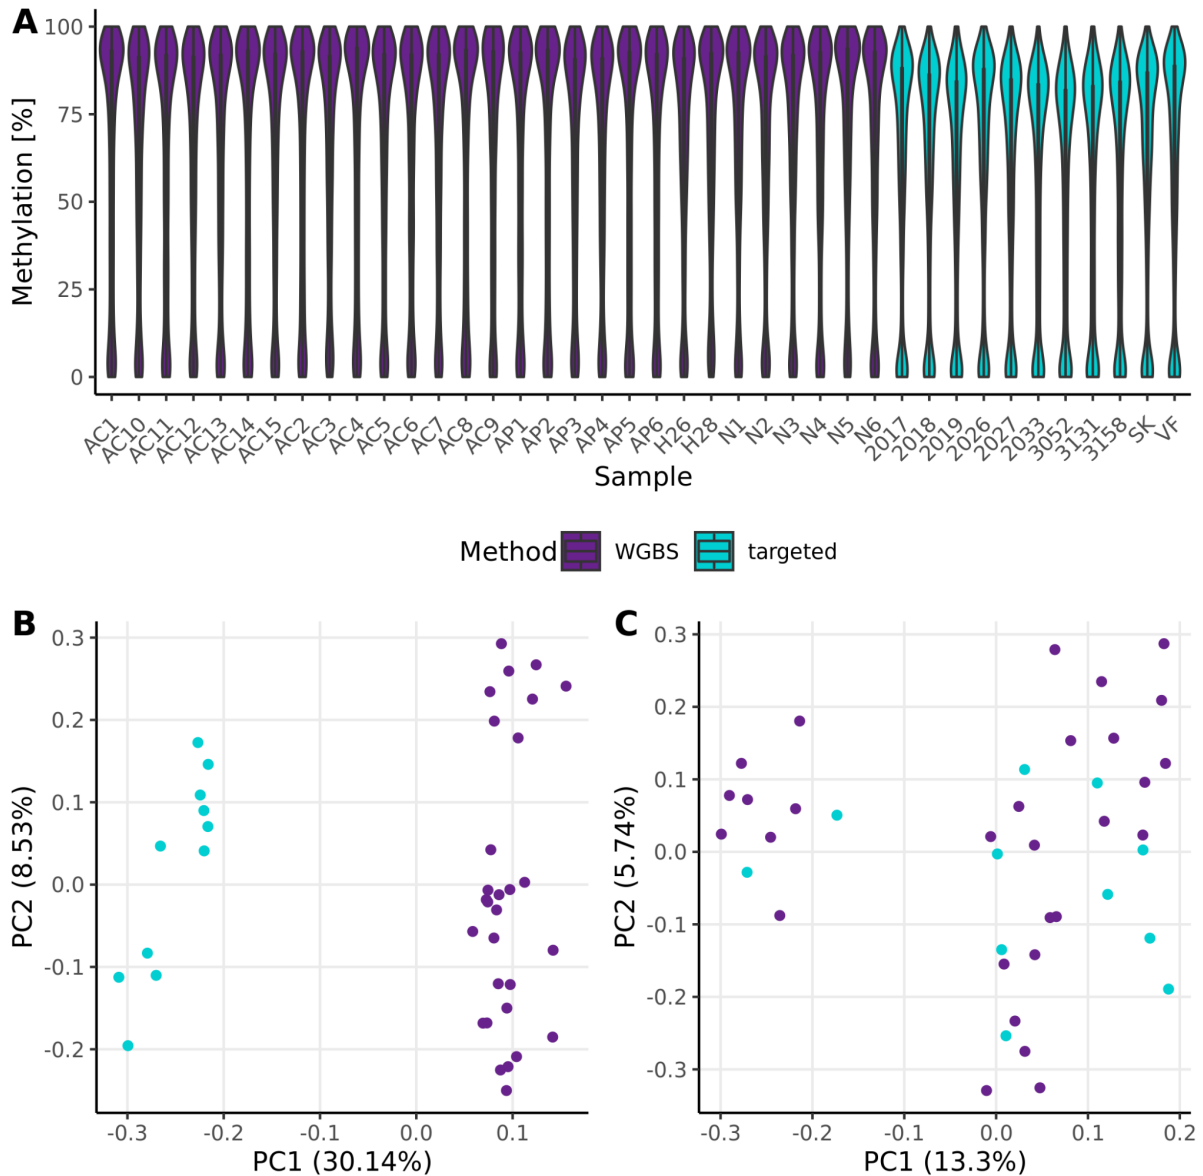 A
Methylation [%]
100
75
50
25
0
AC1 AC10 AC11 AC12 AC13 AC14 AC15 AC2 AC3 AC4 AC5 AC6 AC7 AC8 AC9 AP1 AP2 AP3 AP4 AP5 AP6 H26 H28 N1 N2 N3 N4 N5 N6 2017 2018 2019 2026 2027 2033 3052 3131 3158 SK VF
Sample
Method WGBS targeted
B
PC2 (8.53%)
0.3
0.2
0.1
0.0
-0.1
-0.2
-0.3 -0.2 -0.1 0.0 0.1
PC1 (30.14%)
C
PC2 (5.74%)
0.3
0.2
0.1
0.0
-0.1
-0.2
-0.3
-0.3 -0.2 -0.1 0.0 0.1 0.2
PC1 (13.3%)